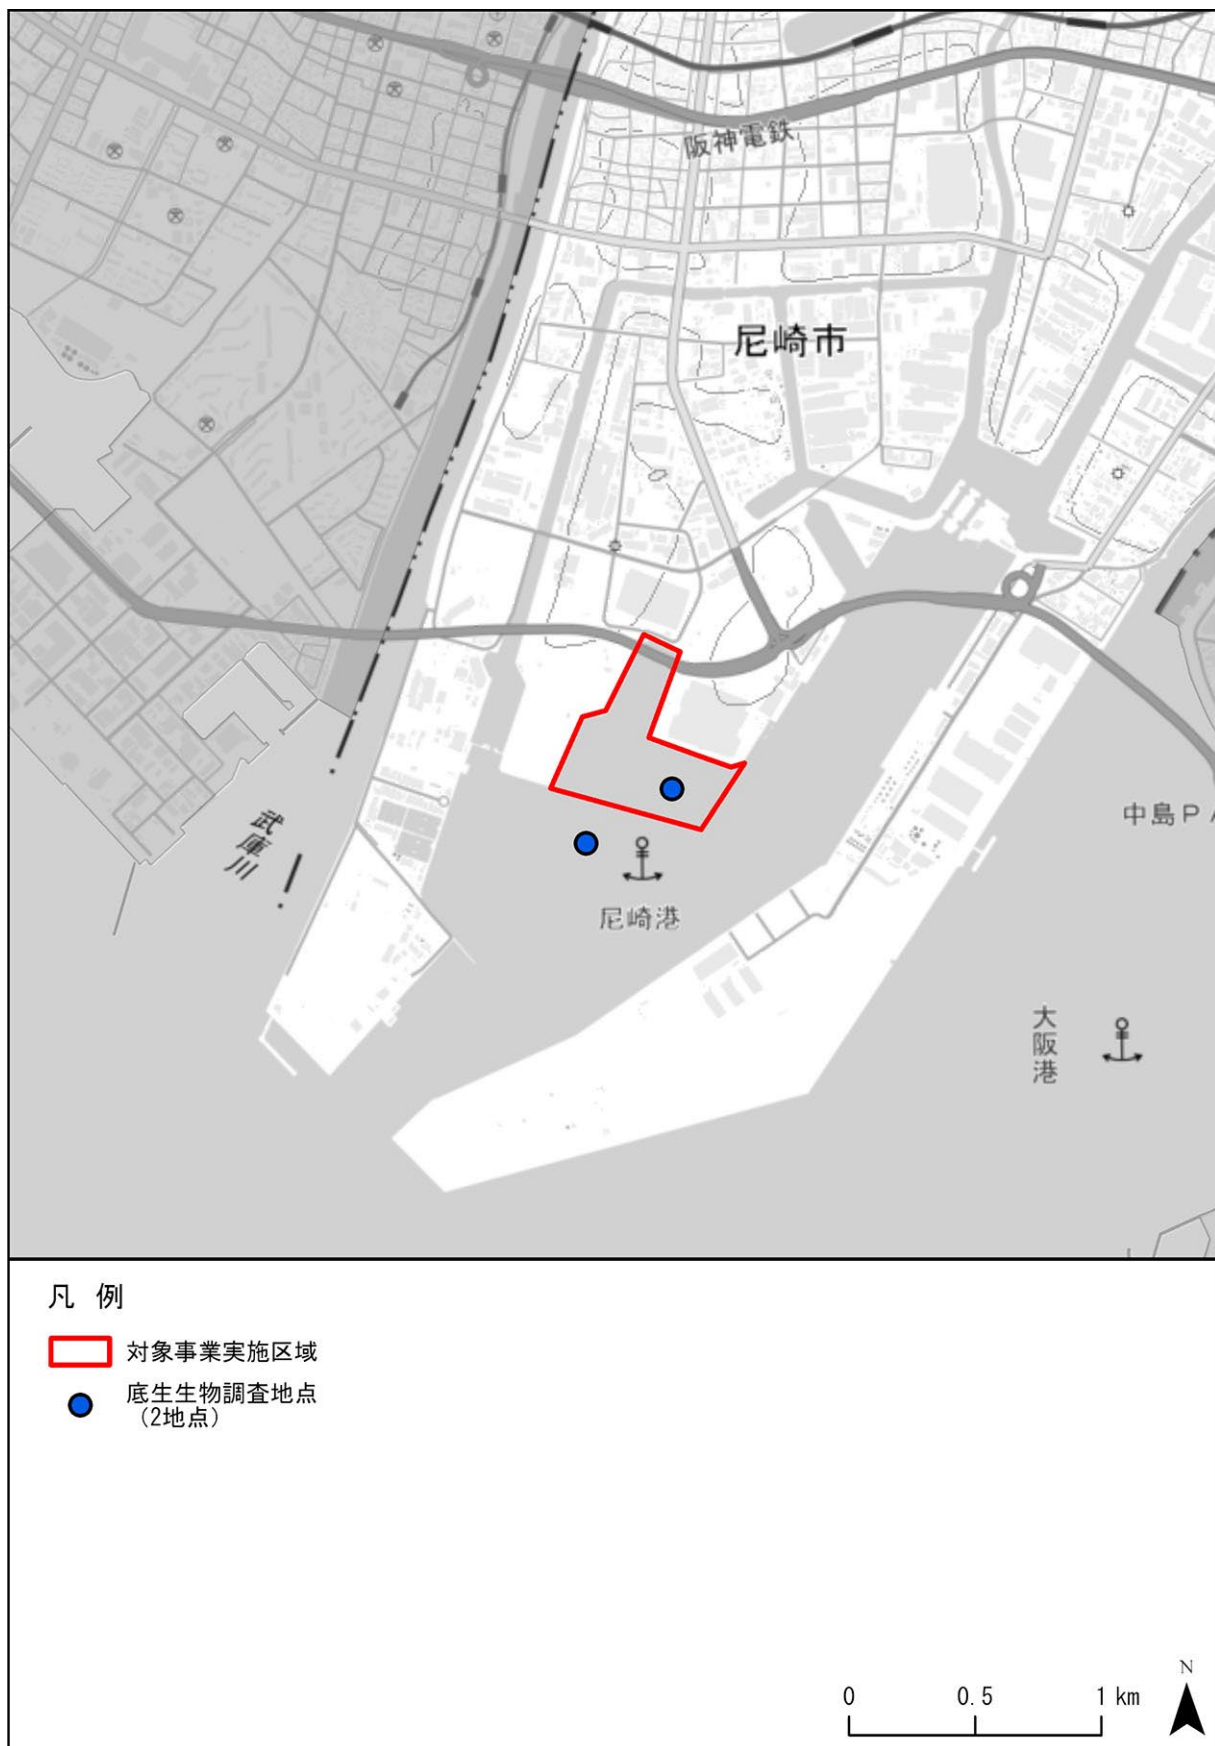 阪神電鉄
尼崎市
武庫川
尼崎港
中島PA
大阪港
凡 例
対象事業実施区域
底生生物調査地点
（2地点）
0 0.5 1 km
N